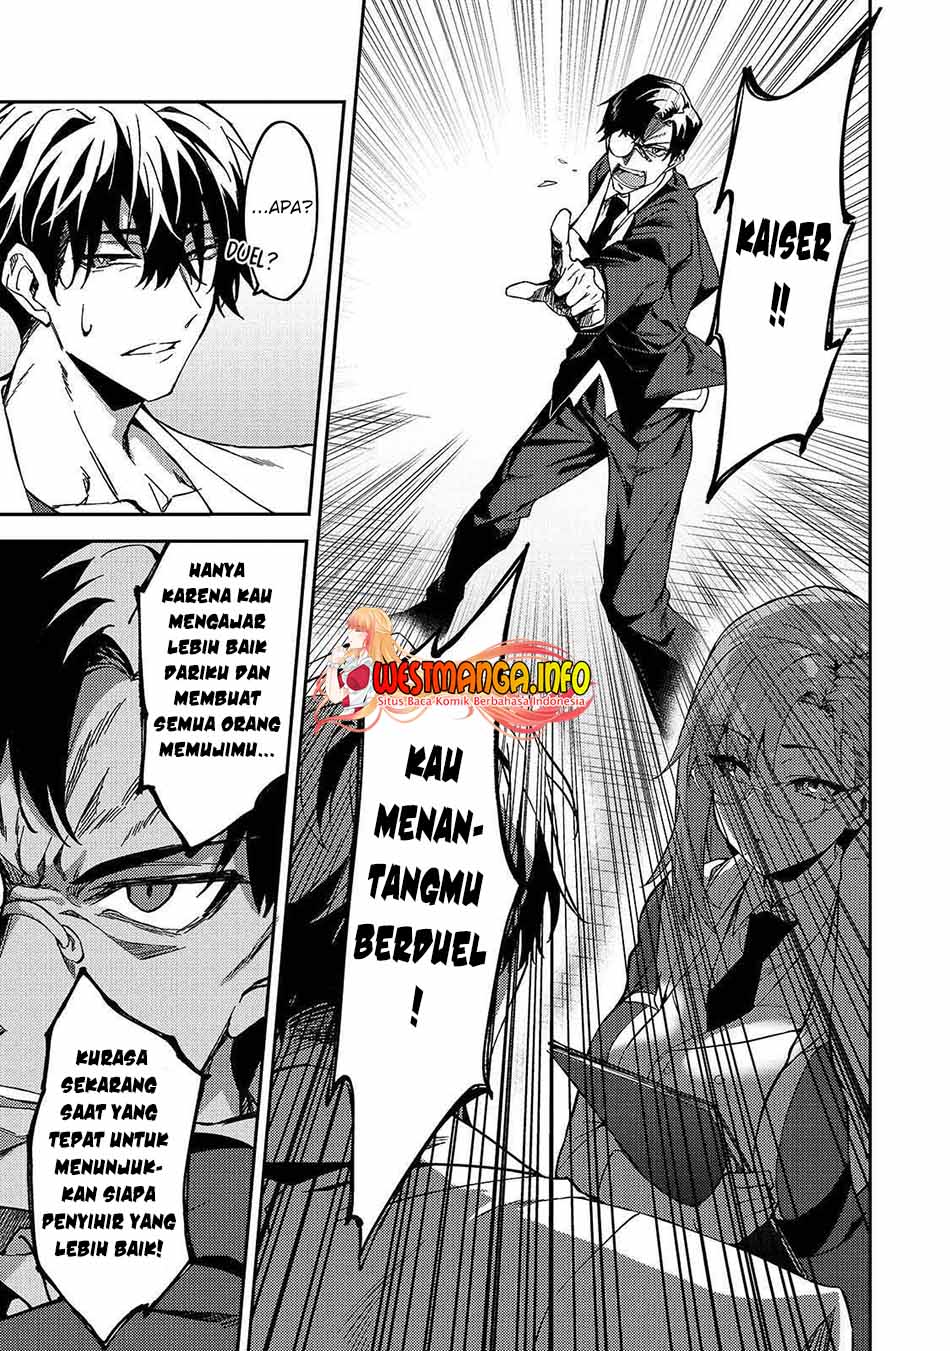 KAISER
!!
WESTMANGA.INFO
Situs Baca Komik Berbahasa Indonesia
KAU
MENAN-
TANGMU
BERDUEL
!
...APA?
DUEL?
HANYA
KARENA KAU
MENGAJAR
LEBIH BAIK
DARIKU DAN
MEMBUAT
SEMUA ORANG
MEMUJIMU...
KURASA
SEKARANG
SAAT YANG
TEPAT UNTUK
MENUNJUK-
KAN SIAPA
PENYIHIR YANG
LEBIH BAIK!